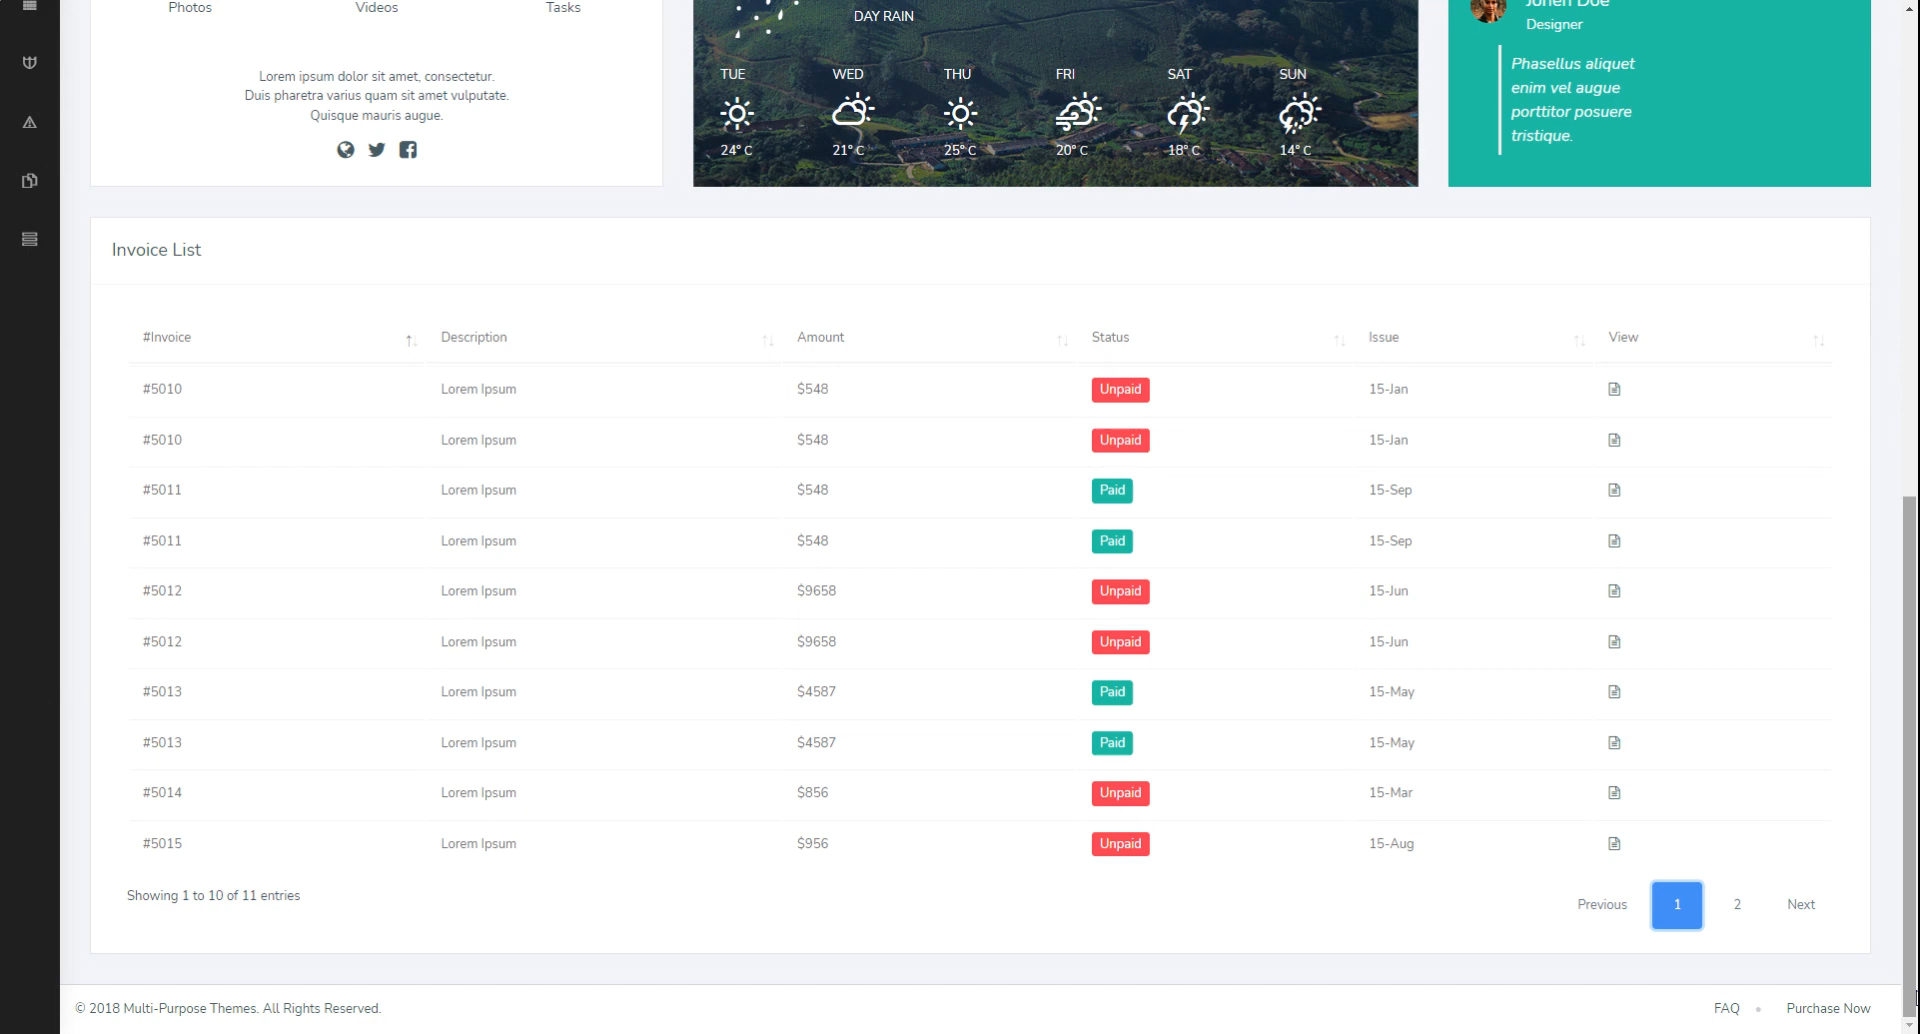 Photos Videos Tasks
Lorem ipsum dolor sit amet, consectetur.
Duis pharetra varius quam sit amet vulputate.
Quisque mauris augue.
DAY RAIN
TUE WED THU FRI SAT SUN
24° C 21° C 25° C 20° C 18° C 14° C
Designer
Phasellus aliquet
enim vel augue
porttitor posuere
tristique.
Invoice List
#Invoice Description Amount Status Issue View
#5010 Lorem Ipsum $548 Unpaid 15-Jan
#5010 Lorem Ipsum $548 Unpaid 15-Jan
#5011 Lorem Ipsum $548 Paid 15-Sep
#5011 Lorem Ipsum $548 Paid 15-Sep
#5012 Lorem Ipsum $9658 Unpaid 15-Jun
#5012 Lorem Ipsum $9658 Unpaid 15-Jun
#5013 Lorem Ipsum $4587 Paid 15-May
#5013 Lorem Ipsum $4587 Paid 15-May
#5014 Lorem Ipsum $856 Unpaid 15-Mar
#5015 Lorem Ipsum $956 Unpaid 15-Aug
Showing 1 to 10 of 11 entries
Previous 1 2 Next
© 2018 Multi-Purpose Themes. All Rights Reserved.
FAQ Purchase Now